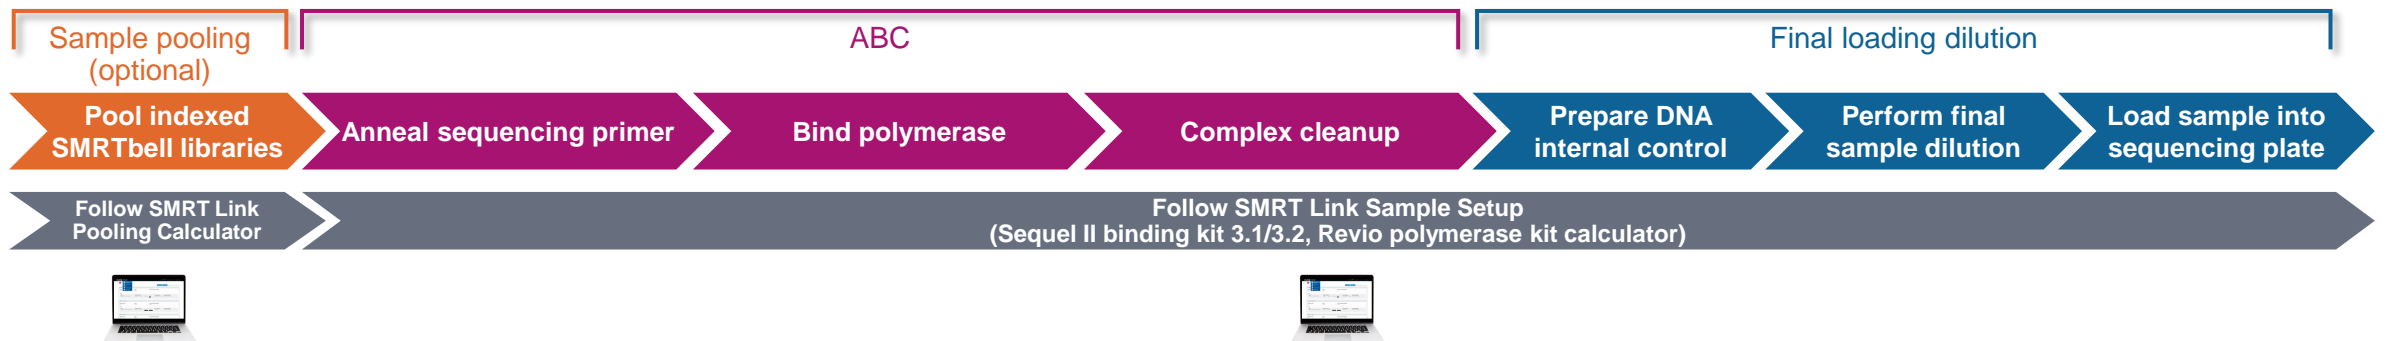 Sample pooling
(optional)
ABC
Final loading dilution
Pool indexed
SMRTbell libraries
Anneal sequencing primer
Bind polymerase
Complex cleanup
Prepare DNA
internal control
Perform final
sample dilution
Load sample into
sequencing plate
Follow SMRT Link
Pooling Calculator
Follow SMRT Link Sample Setup
(Sequel II binding kit 3.1/3.2, Revio polymerase kit calculator)